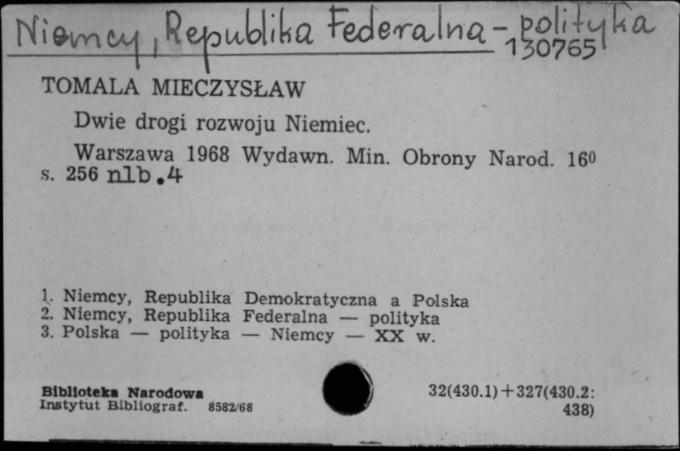 Niemcy, Republika Federalna - polityka
130765
TOMALA MIECZYSŁAW
Dwie drogi rozwoju Niemiec.
Warszawa 1968 Wydawn. Min. Obrony Narod. 16⁰
s. 256 nlb.4
1. Niemcy, Republika Demokratyczna a Polska
2. Niemcy, Republika Federalna — polityka
3. Polska — polityka — Niemcy — XX w.
Biblioteka Narodowa
Instytut Bibliograf. 8582/68
32(430.1)+327(430.2:
438)